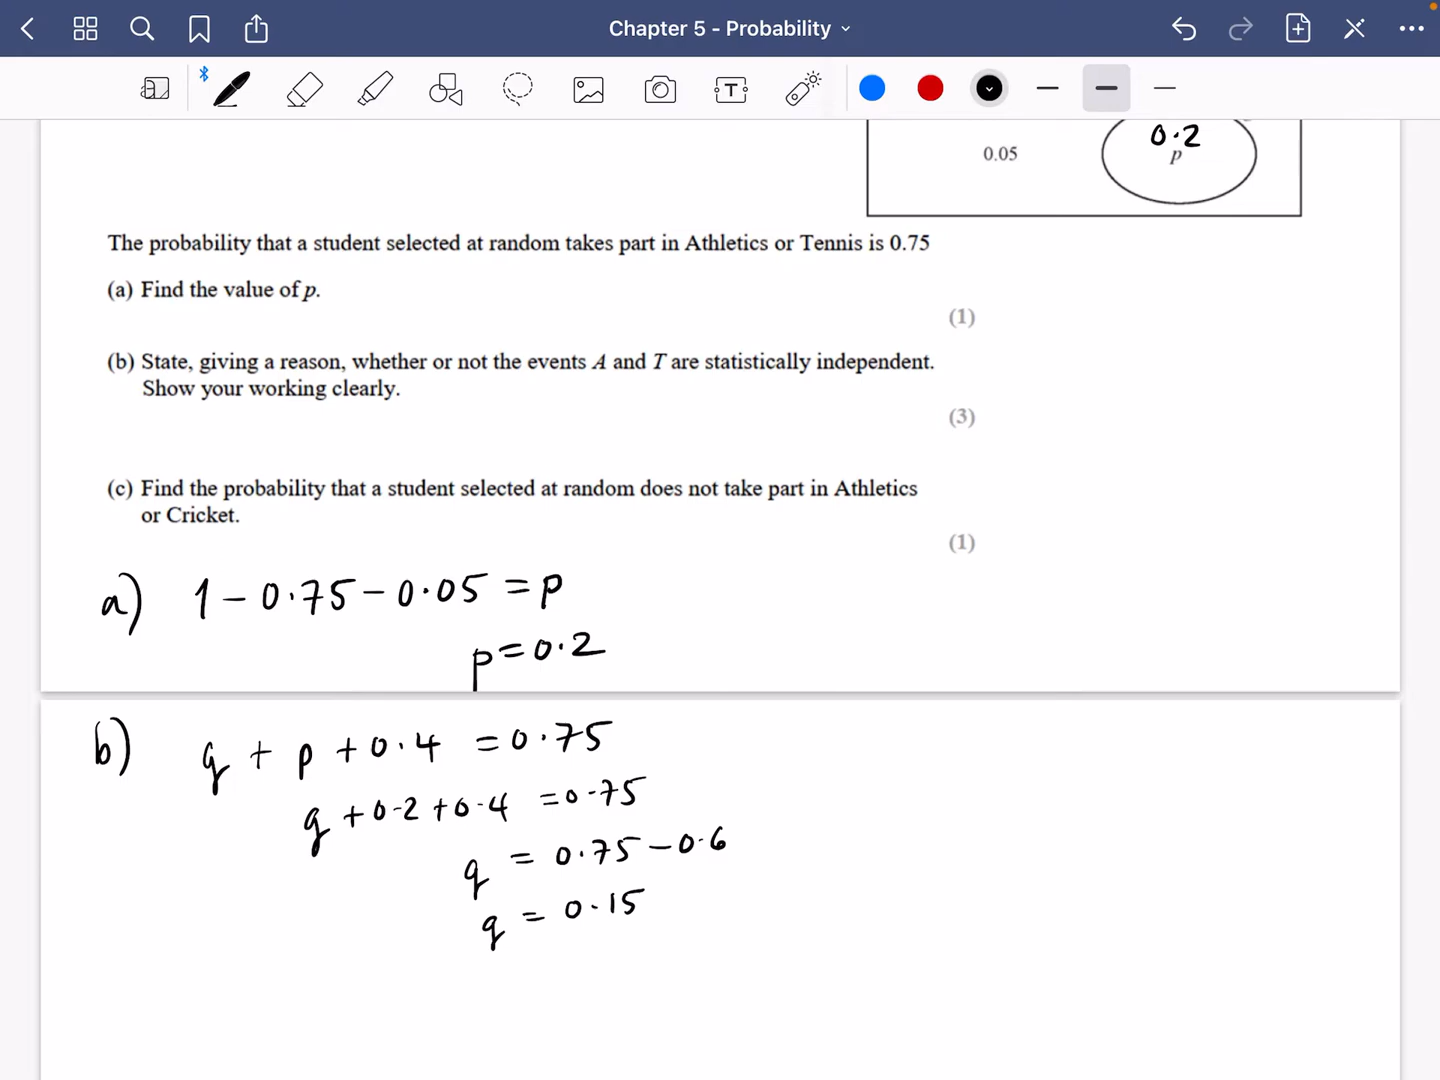 Chapter 5 - Probability
0.2
0.05
p
The probability that a student selected at random takes part in Athletics or Tennis is 0.75
(a) Find the value of p.
(1)
(b) State, giving a reason, whether or not the events A and T are statistically independent.
Show your working clearly.
(3)
(c) Find the probability that a student selected at random does not take part in Athletics
or Cricket.
(1)
a) 1 - 0.75 - 0.05 = p
p = 0.2
b) q + p + 0.4 = 0.75
q + 0.2 + 0.4 = 0.75
q = 0.75 - 0.6
q = 0.15